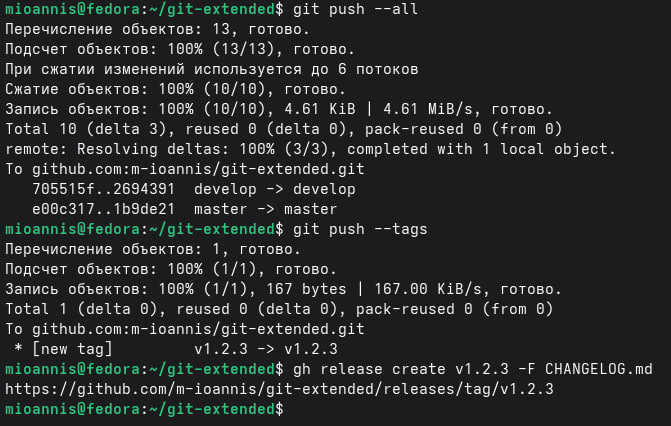 mioannis@fedora:~/git-extended$ git push --all
Перечисление объектов: 13, готово.
Подсчет объектов: 100% (13/13), готово.
При сжатии изменений используется до 6 потоков
Сжатие объектов: 100% (10/10), готово.
Запись объектов: 100% (10/10), 4.61 KiB | 4.61 MiB/s, готово.
Total 10 (delta 3), reused 0 (delta 0), pack-reused 0 (from 0)
remote: Resolving deltas: 100% (3/3), completed with 1 local object.
To github.com:m-ioannis/git-extended.git
   705515f..2694391  develop -> develop
   e00c317..1b9de21  master -> master
mioannis@fedora:~/git-extended$ git push --tags
Перечисление объектов: 1, готово.
Подсчет объектов: 100% (1/1), готово.
Запись объектов: 100% (1/1), 167 bytes | 167.00 KiB/s, готово.
Total 1 (delta 0), reused 0 (delta 0), pack-reused 0 (from 0)
To github.com:m-ioannis/git-extended.git
 * [new tag]         v1.2.3 -> v1.2.3
mioannis@fedora:~/git-extended$ gh release create v1.2.3 -F CHANGELOG.md
https://github.com/m-ioannis/git-extended/releases/tag/v1.2.3
mioannis@fedora:~/git-extended$